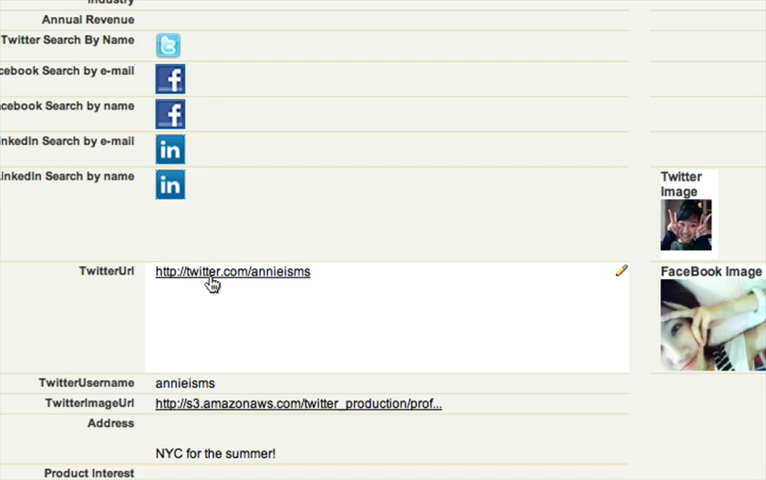 Industry
Annual Revenue
Twitter Search By Name
cebook Search by e-mail
acebook Search by name
inkedIn Search by e-mail
LinkedIn Search by name
Twitter
Image
TwitterUrl
http://twitter.com/annieisms
FaceBook Image
TwitterUsername
annieisms
TwitterImageUrl
http://s3.amazonaws.com/twitter_production/prof...
Address
NYC for the summer!
Product Interest